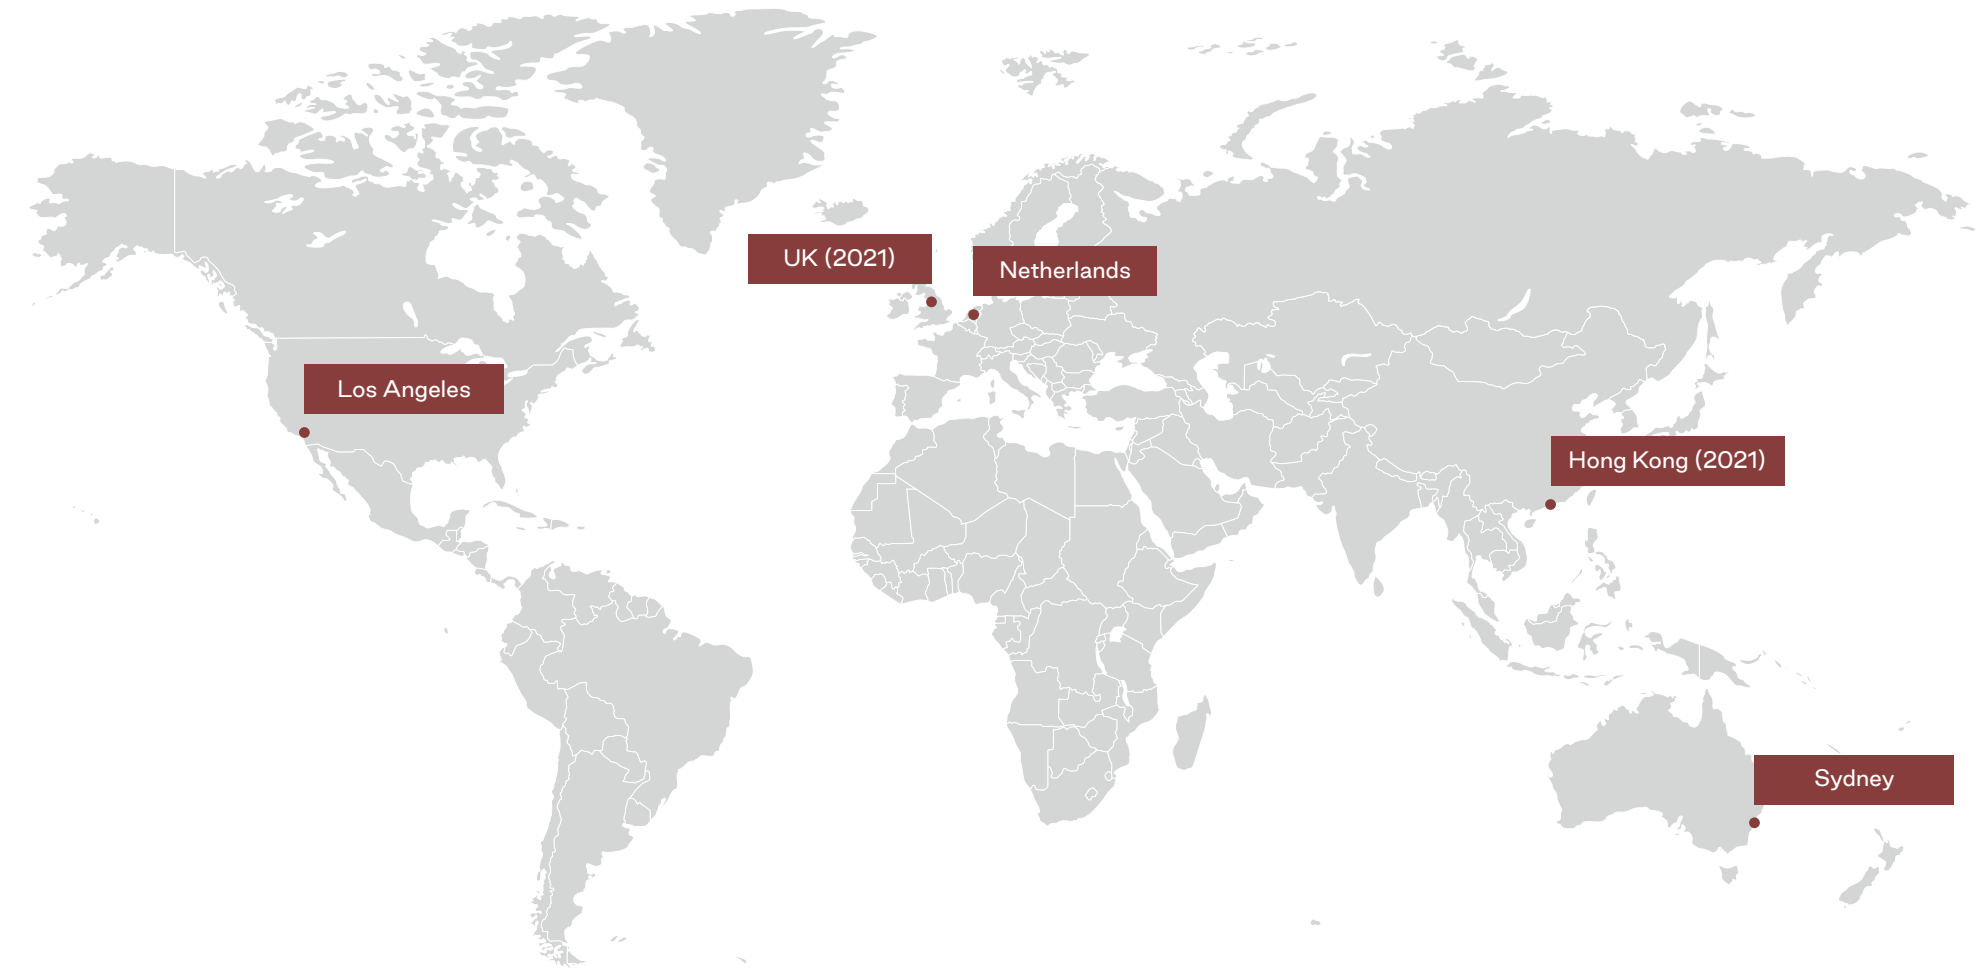 UK (2021)
Netherlands
Los Angeles
Hong Kong (2021)
Sydney